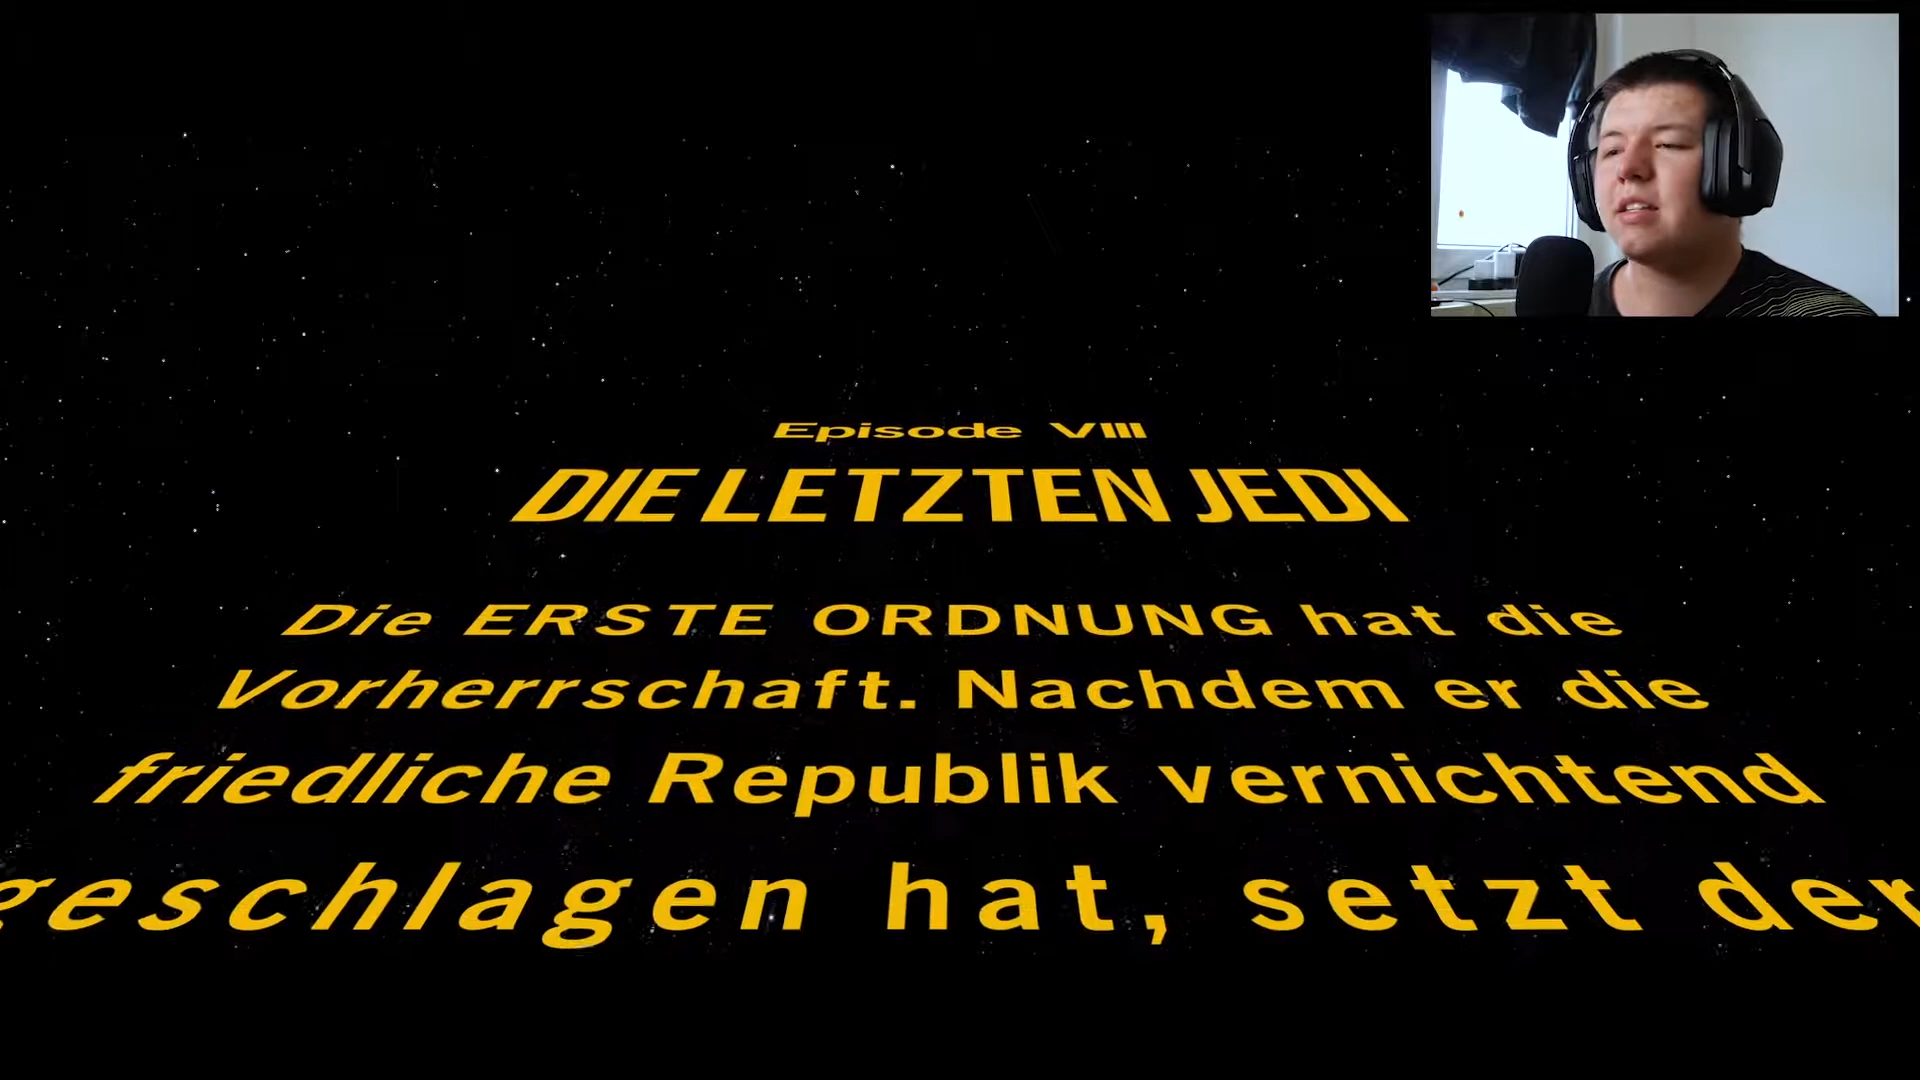 Episode VIII
DIE LETZTEN JEDI
Die ERSTE ORDNUNG hat die
Vorherrschaft. Nachdem er die
friedliche Republik vernichtend
geschlagen hat, setzt der